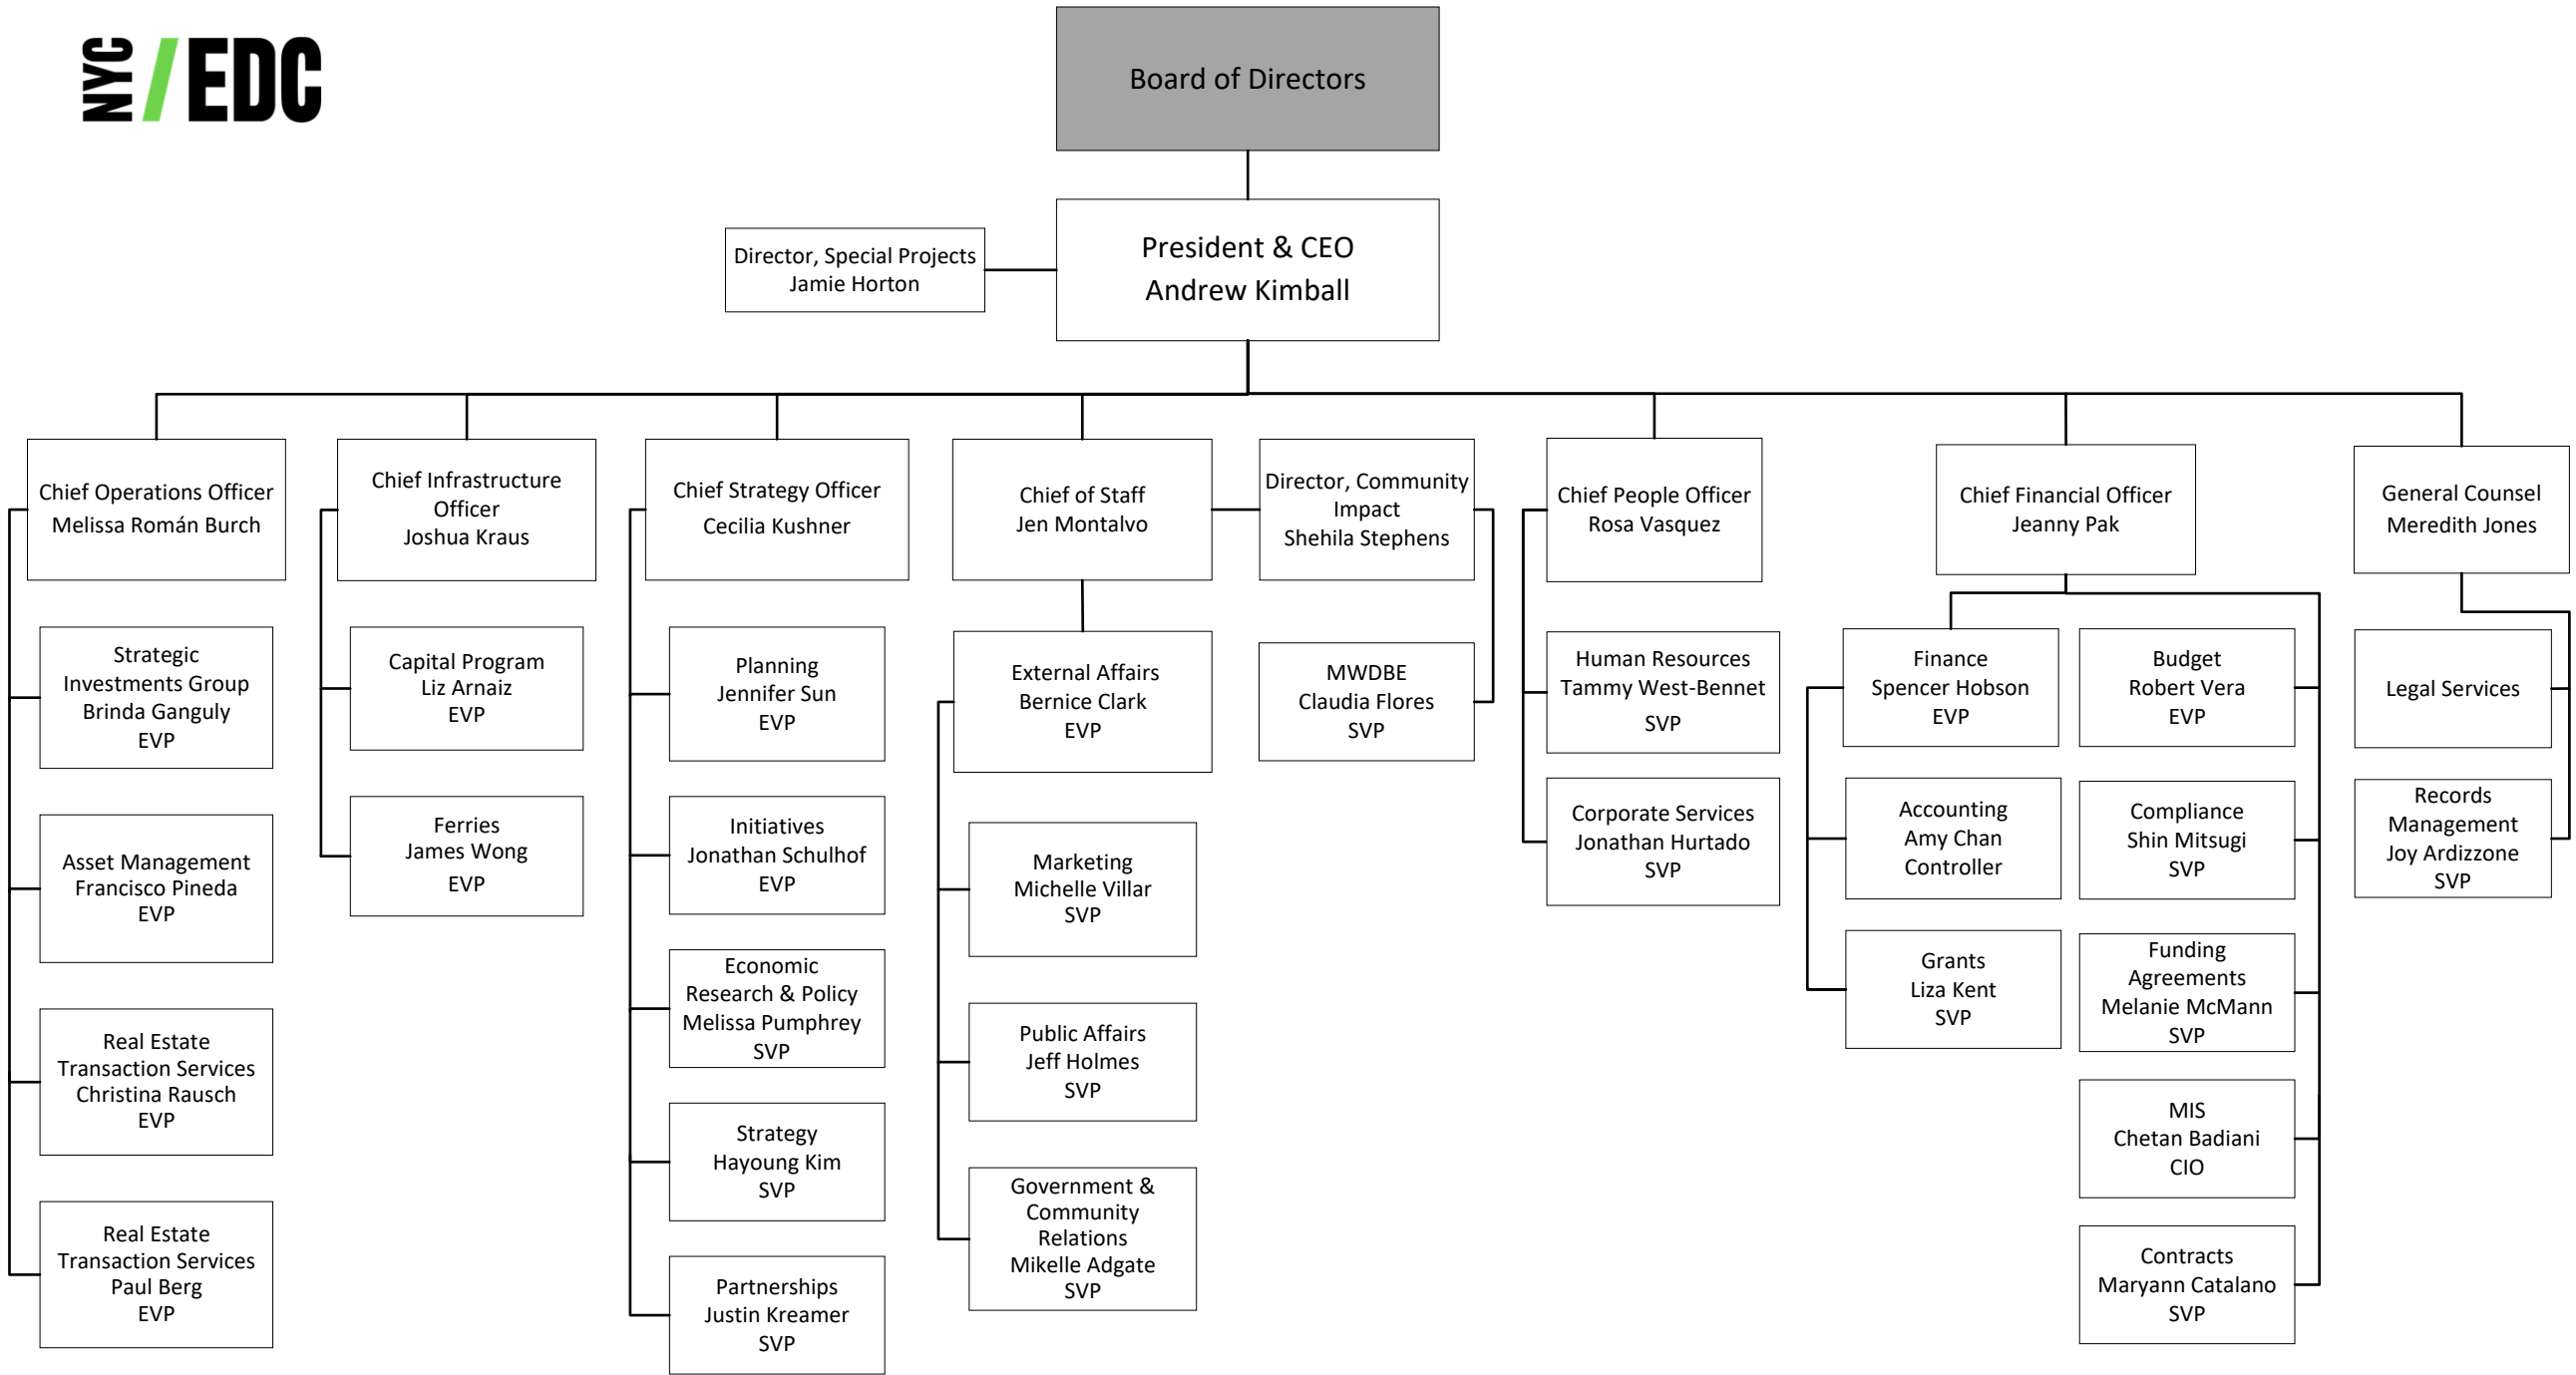 NYC/EDC
Board of Directors
President & CEO
Andrew Kimball
Director, Special Projects
Jamie Horton
Chief Operations Officer
Melissa Román Burch
Strategic
Investments Group
Brinda Ganguly
EVP
Asset Management
Francisco Pineda
EVP
Real Estate
Transaction Services
Christina Rausch
EVP
Real Estate
Transaction Services
Paul Berg
EVP
Chief Infrastructure
Officer
Joshua Kraus
Capital Program
Liz Arnaiz
EVP
Ferries
James Wong
EVP
Chief Strategy Officer
Cecilia Kushner
Planning
Jennifer Sun
EVP
Initiatives
Jonathan Schulhof
EVP
Economic
Research & Policy
Melissa Pumphrey
SVP
Strategy
Hayoung Kim
SVP
Partnerships
Justin Kreamer
SVP
Chief of Staff
Jen Montalvo
External Affairs
Bernice Clark
EVP
Marketing
Michelle Villar
SVP
Public Affairs
Jeff Holmes
SVP
Government &
Community
Relations
Mikelle Adgate
SVP
Director, Community
Impact
Shehila Stephens
MWDBE
Claudia Flores
SVP
Chief People Officer
Rosa Vasquez
Human Resources
Tammy West-Bennet
SVP
Corporate Services
Jonathan Hurtado
SVP
Chief Financial Officer
Jeanny Pak
Finance
Spencer Hobson
EVP
Accounting
Amy Chan
Controller
Grants
Liza Kent
SVP
Budget
Robert Vera
EVP
Compliance
Shin Mitsugi
SVP
Funding
Agreements
Melanie McMann
SVP
MIS
Chetan Badiani
CIO
Contracts
Maryann Catalano
SVP
General Counsel
Meredith Jones
Legal Services
Records
Management
Joy Ardizzone
SVP